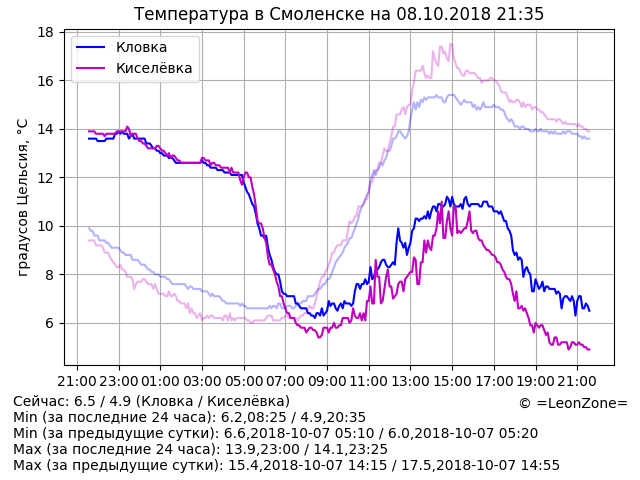 Температура в Смоленске на 08.10.2018 21:35
Кловка
Киселёвка
градусов Цельсия, °C
18
16
14
12
10
8
6
21:00 23:00 01:00 03:00 05:00 07:00 09:00 11:00 13:00 15:00 17:00 19:00 21:00
Сейчас: 6.5 / 4.9 (Кловка / Киселёвка)
© =LeonZone=
Min (за последние 24 часа): 6.2,08:25 / 4.9,20:35
Min (за предыдущие сутки): 6.6,2018-10-07 05:10 / 6.0,2018-10-07 05:20
Max (за последние 24 часа): 13.9,23:00 / 14.1,23:25
Max (за предыдущие сутки): 15.4,2018-10-07 14:15 / 17.5,2018-10-07 14:55